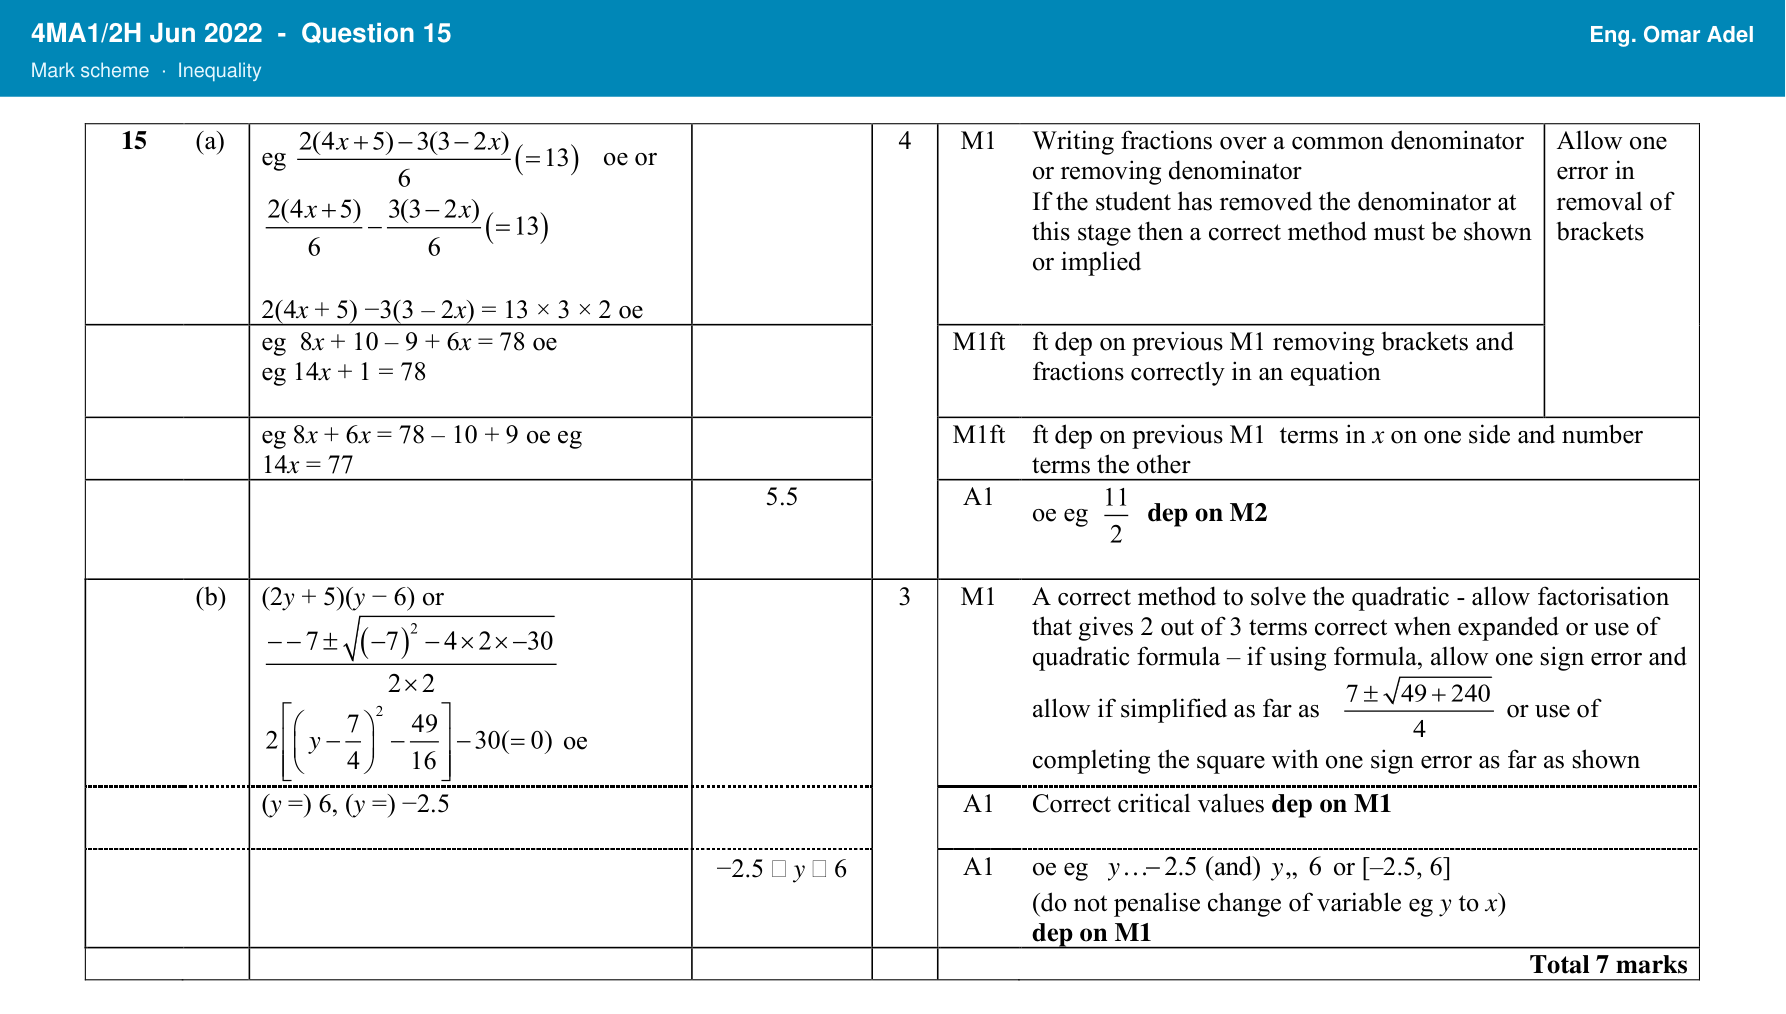 4MA1/2H Jun 2022 - Question 15
Eng. Omar Adel
Mark scheme · Inequality
15 (a) eg (2(4x + 5) − 3(3 − 2x))/6 (= 13) oe or
2(4x + 5)/6 − 3(3 − 2x)/6 (= 13)
2(4x + 5) −3(3 – 2x) = 13 × 3 × 2 oe
4
M1 Writing fractions over a common denominator
or removing denominator
If the student has removed the denominator at
this stage then a correct method must be shown
or implied
Allow one
error in
removal of
brackets
eg 8x + 10 – 9 + 6x = 78 oe
eg 14x + 1 = 78
M1ft ft dep on previous M1 removing brackets and
fractions correctly in an equation
eg 8x + 6x = 78 – 10 + 9 oe eg
14x = 77
M1ft ft dep on previous M1 terms in x on one side and number
terms the other
5.5
A1 oe eg 11/2 dep on M2
(b) (2y + 5)(y − 6) or
(− − 7 ± √((−7)² − 4 × 2 × −30))/(2 × 2)
2[(y − 7/4)² − 49/16] − 30(= 0) oe
3
M1 A correct method to solve the quadratic - allow factorisation
that gives 2 out of 3 terms correct when expanded or use of
quadratic formula – if using formula, allow one sign error and
allow if simplified as far as (7 ± √(49 + 240))/4 or use of
completing the square with one sign error as far as shown
(y =) 6, (y =) −2.5
A1 Correct critical values dep on M1
−2.5 □ y □ 6
A1 oe eg y…−2.5 (and) y„ 6 or [–2.5, 6]
(do not penalise change of variable eg y to x)
dep on M1
Total 7 marks